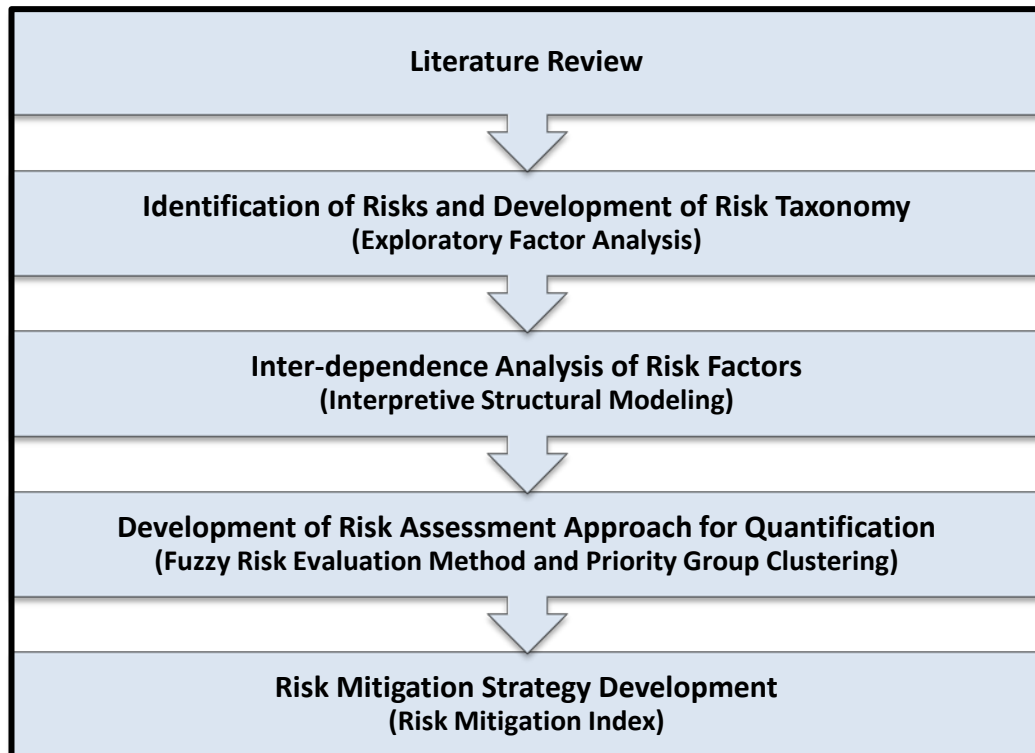 Literature Review
Identification of Risks and Development of Risk Taxonomy
(Exploratory Factor Analysis)
Inter-dependence Analysis of Risk Factors
(Interpretive Structural Modeling)
Development of Risk Assessment Approach for Quantification
(Fuzzy Risk Evaluation Method and Priority Group Clustering)
Risk Mitigation Strategy Development
(Risk Mitigation Index)